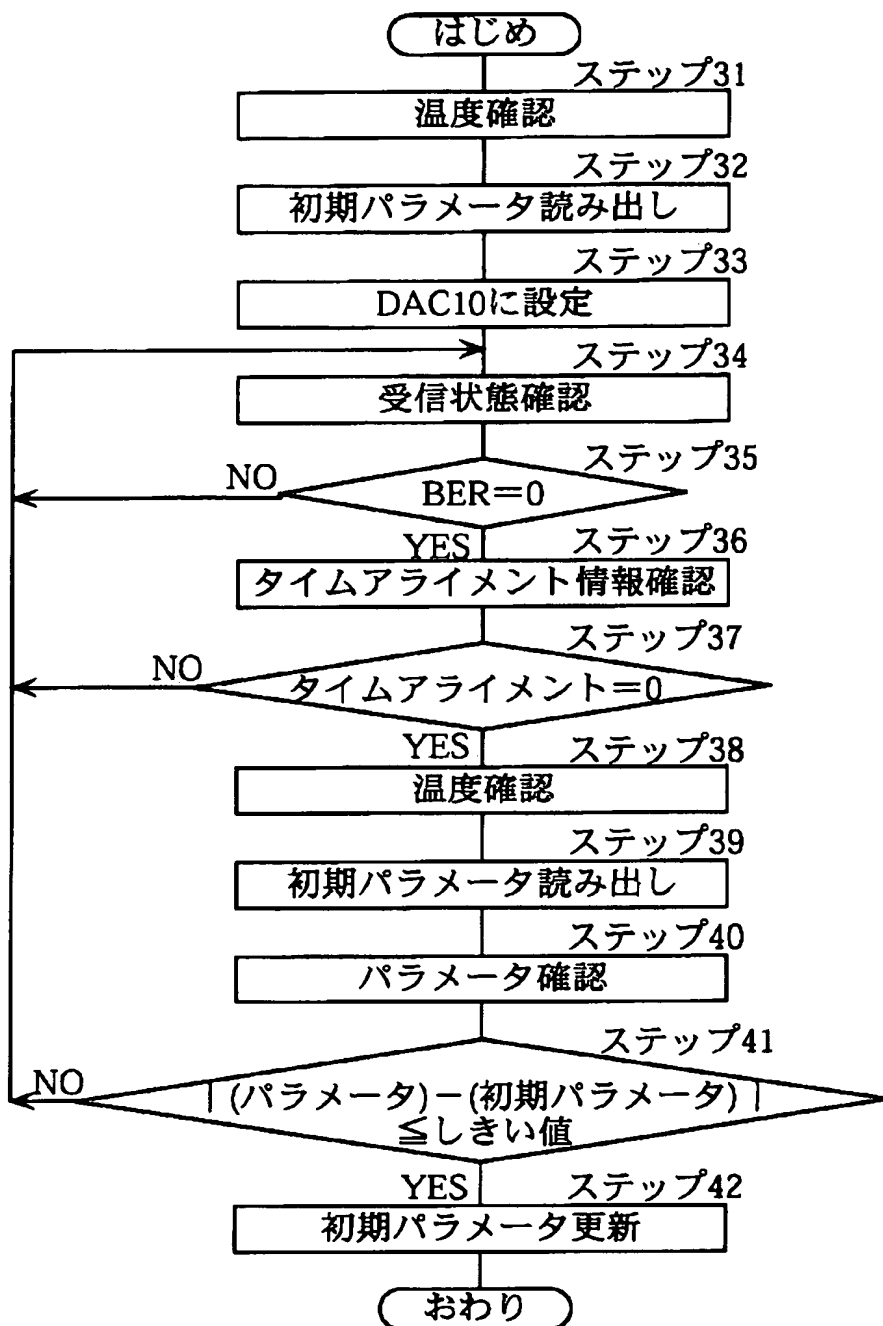 はじめ
ステップ31
温度確認
ステップ32
初期パラメータ読み出し
ステップ33
DAC10に設定
ステップ34
受信状態確認
ステップ35
NO
BER=0
YES
ステップ36
タイムアライメント情報確認
ステップ37
NO
タイムアライメント=0
YES
ステップ38
温度確認
ステップ39
初期パラメータ読み出し
ステップ40
パラメータ確認
ステップ41
NO
|(パラメータ)-(初期パラメータ)|
≦しきい値
YES
ステップ42
初期パラメータ更新
おわり